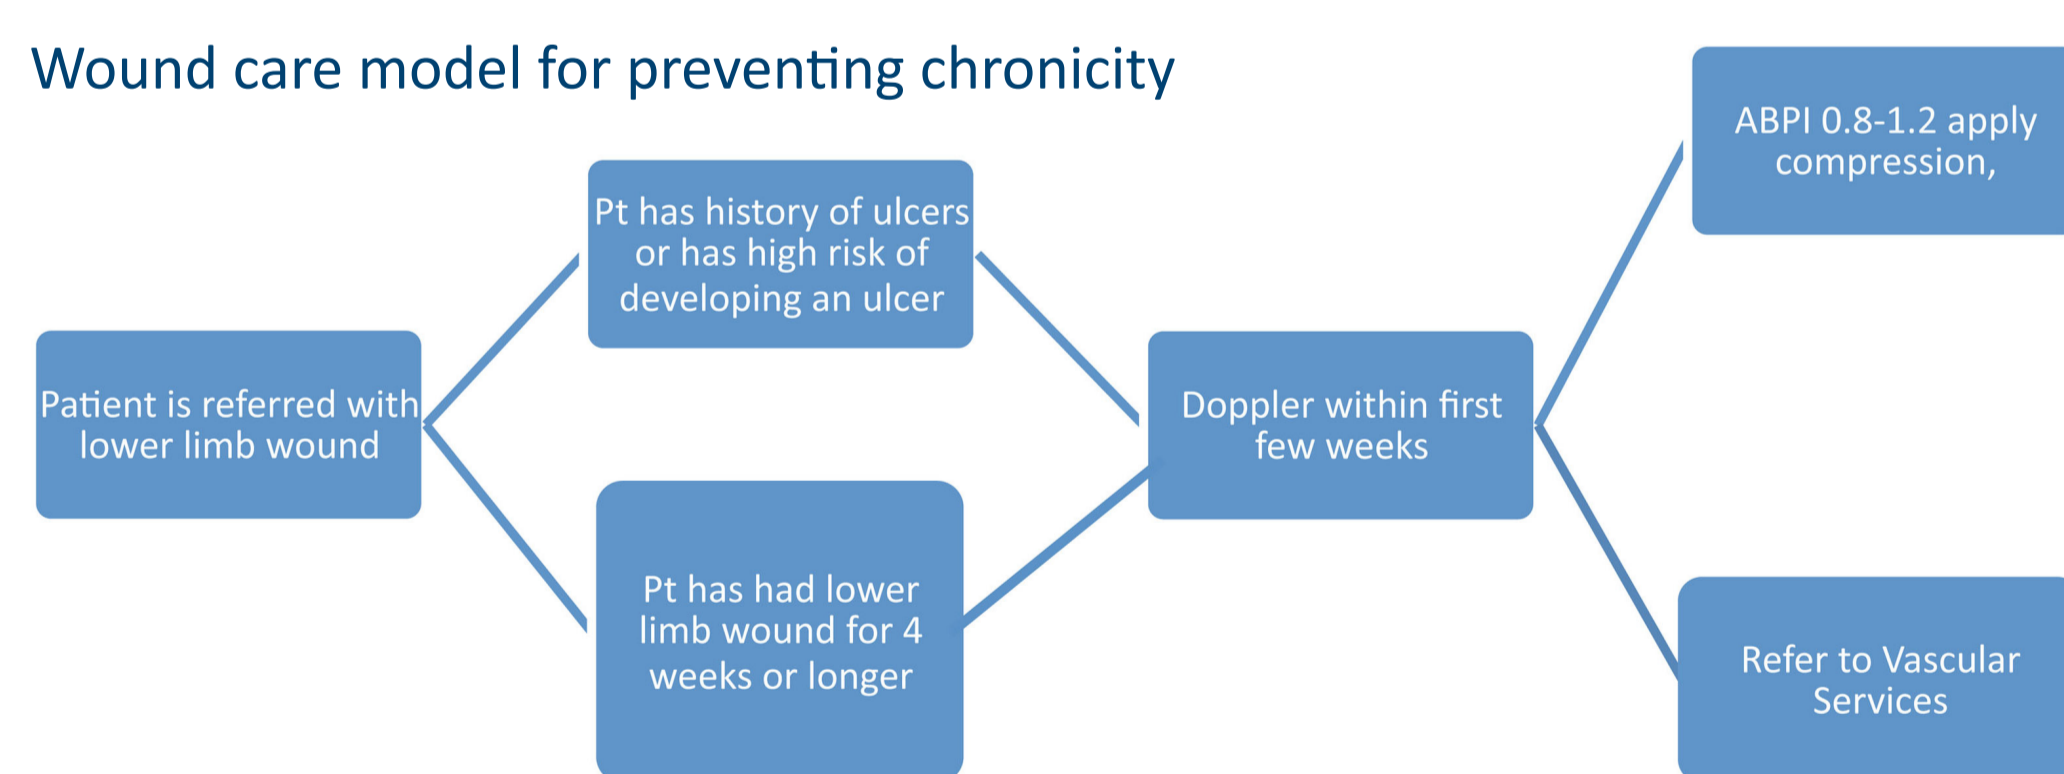 Wound care model for preventing chronicity
Patient is referred with
lower limb wound
Pt has history of ulcers
or has high risk of
developing an ulcer
Pt has had lower
limb wound for 4
weeks or longer
Doppler within first
few weeks
ABPI 0.8-1.2 apply
compression,
Refer to Vascular
Services